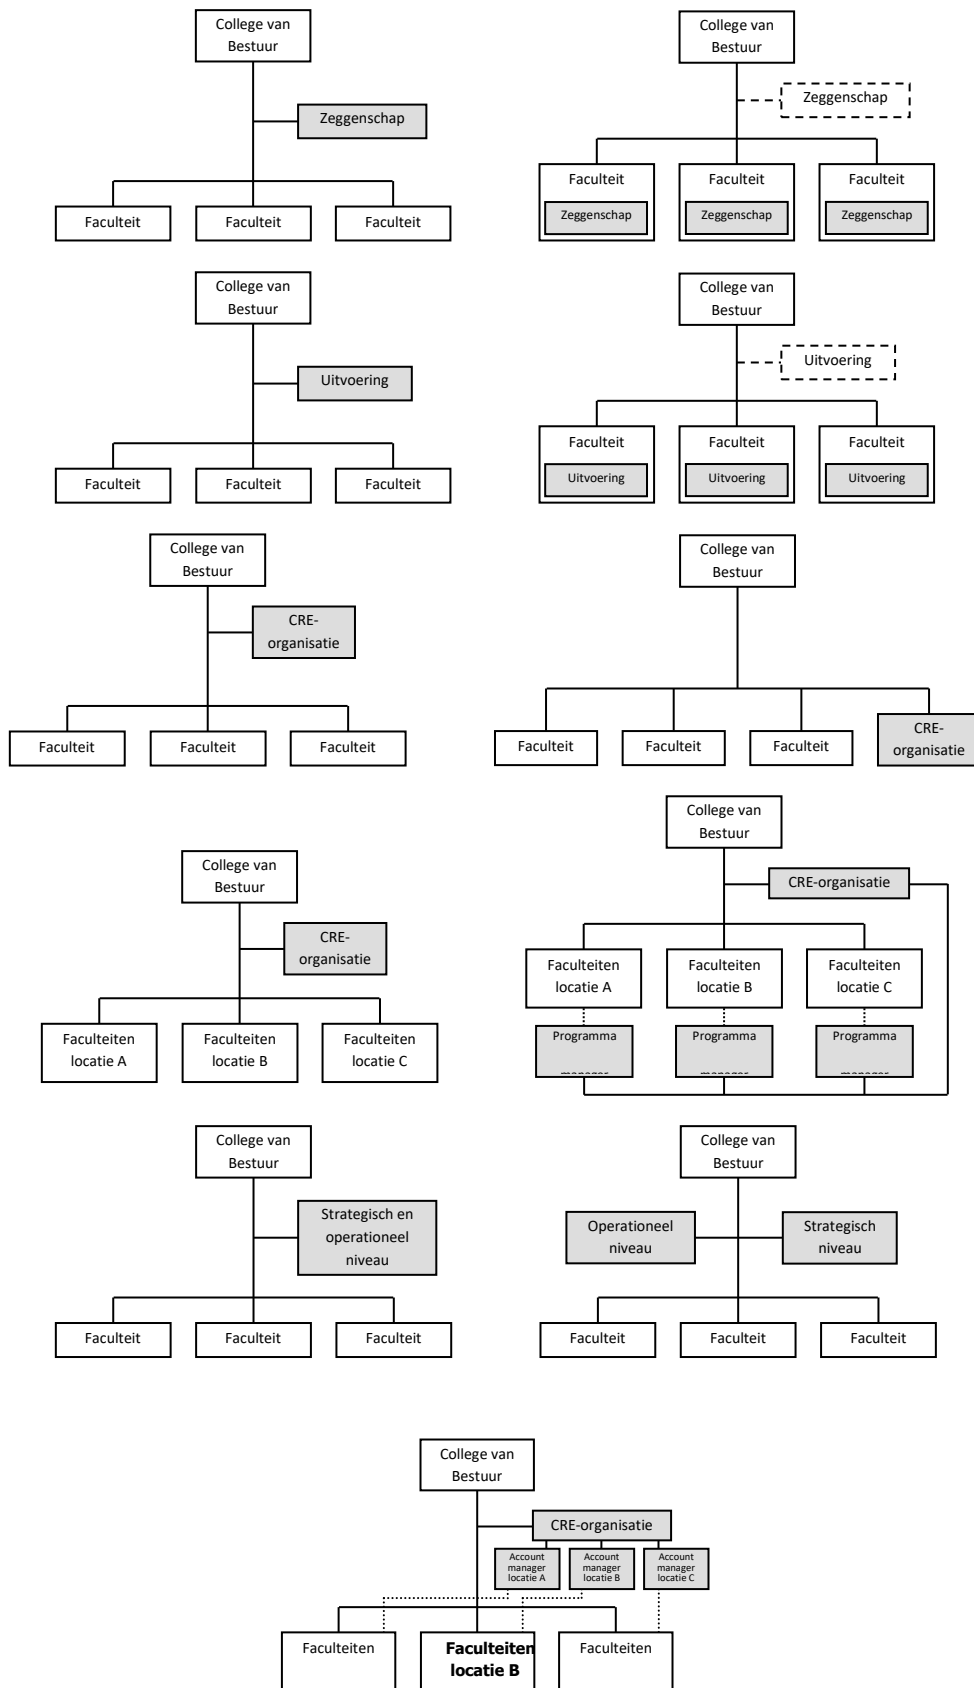 College van
Bestuur
Zeggenschap
Faculteit
Faculteit
Faculteit
College van
Bestuur
Zeggenschap
Faculteit
Faculteit
Faculteit
Zeggenschap
Zeggenschap
Zeggenschap
College van
Bestuur
Uitvoering
Faculteit
Faculteit
Faculteit
College van
Bestuur
Uitvoering
Faculteit
Faculteit
Faculteit
Uitvoering
Uitvoering
Uitvoering
College van
Bestuur
CRE-
organisatie
Faculteit
Faculteit
Faculteit
College van
Bestuur
Faculteit
Faculteit
Faculteit
CRE-
organisatie
College van
Bestuur
CRE-
organisatie
Faculteiten
locatie A
Faculteiten
locatie B
Faculteiten
locatie C
College van
Bestuur
CRE-organisatie
Faculteiten
locatie A
Faculteiten
locatie B
Faculteiten
locatie C
Programma
manager
Programma
manager
Programma
manager
College van
Bestuur
Strategisch en
operationeel
niveau
Faculteit
Faculteit
Faculteit
College van
Bestuur
Operationeel
niveau
Strategisch
niveau
Faculteit
Faculteit
Faculteit
College van
Bestuur
CRE-organisatie
Account
manager
locatie A
Account
manager
locatie B
Account
manager
locatie C
Faculteiten
Faculteiten
locatie B
Faculteiten